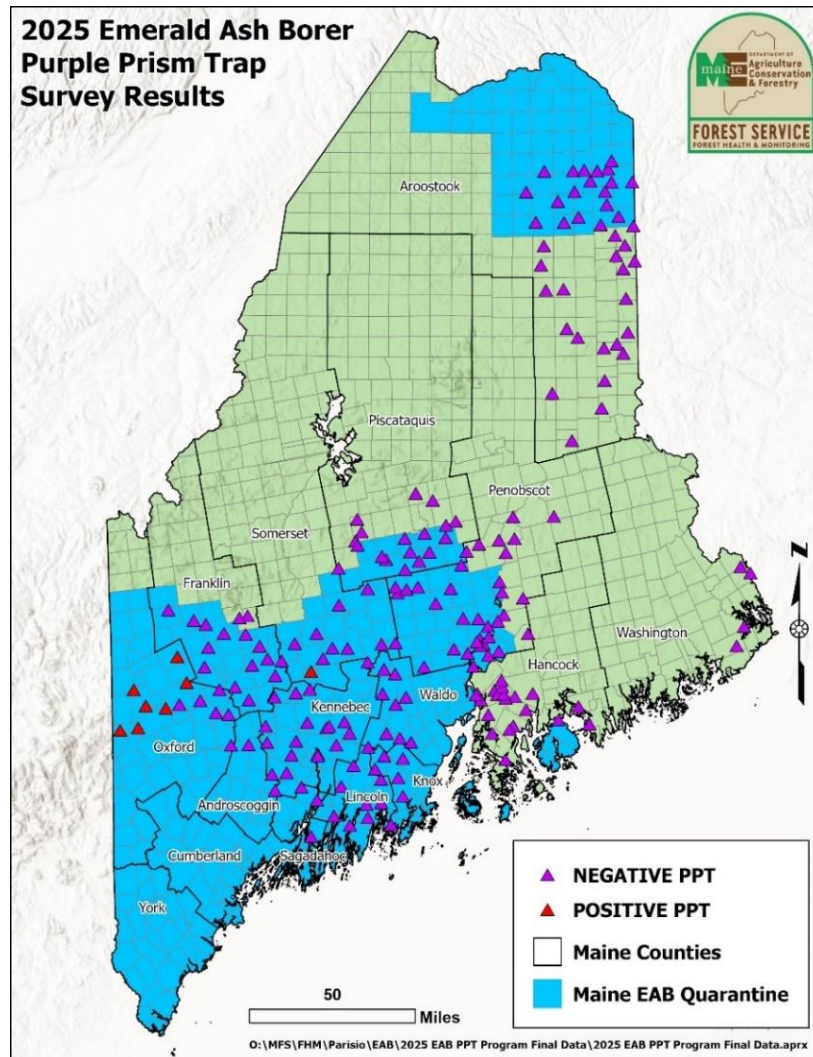 2025 Emerald Ash Borer
Purple Prism Trap
Survey Results
DEPARTMENT OF
Agriculture
Conservation
& Forestry
ME
maine
FOREST SERVICE
FOREST HEALTH & MONITORING
Aroostook
Piscataquis
Penobscot
Somerset
Franklin
Washington
Hancock
Waldo
Kennebec
Oxford
Knox
Lincoln
Androscoggin
Cumberland
Sagadahoc
York
N
NEGATIVE PPT
POSITIVE PPT
Maine Counties
Maine EAB Quarantine
50
Miles
O:\MFS\FHM\Parisio\EAB\2025 EAB PPT Program Final Data\2025 EAB PPT Program Final Data.aprx